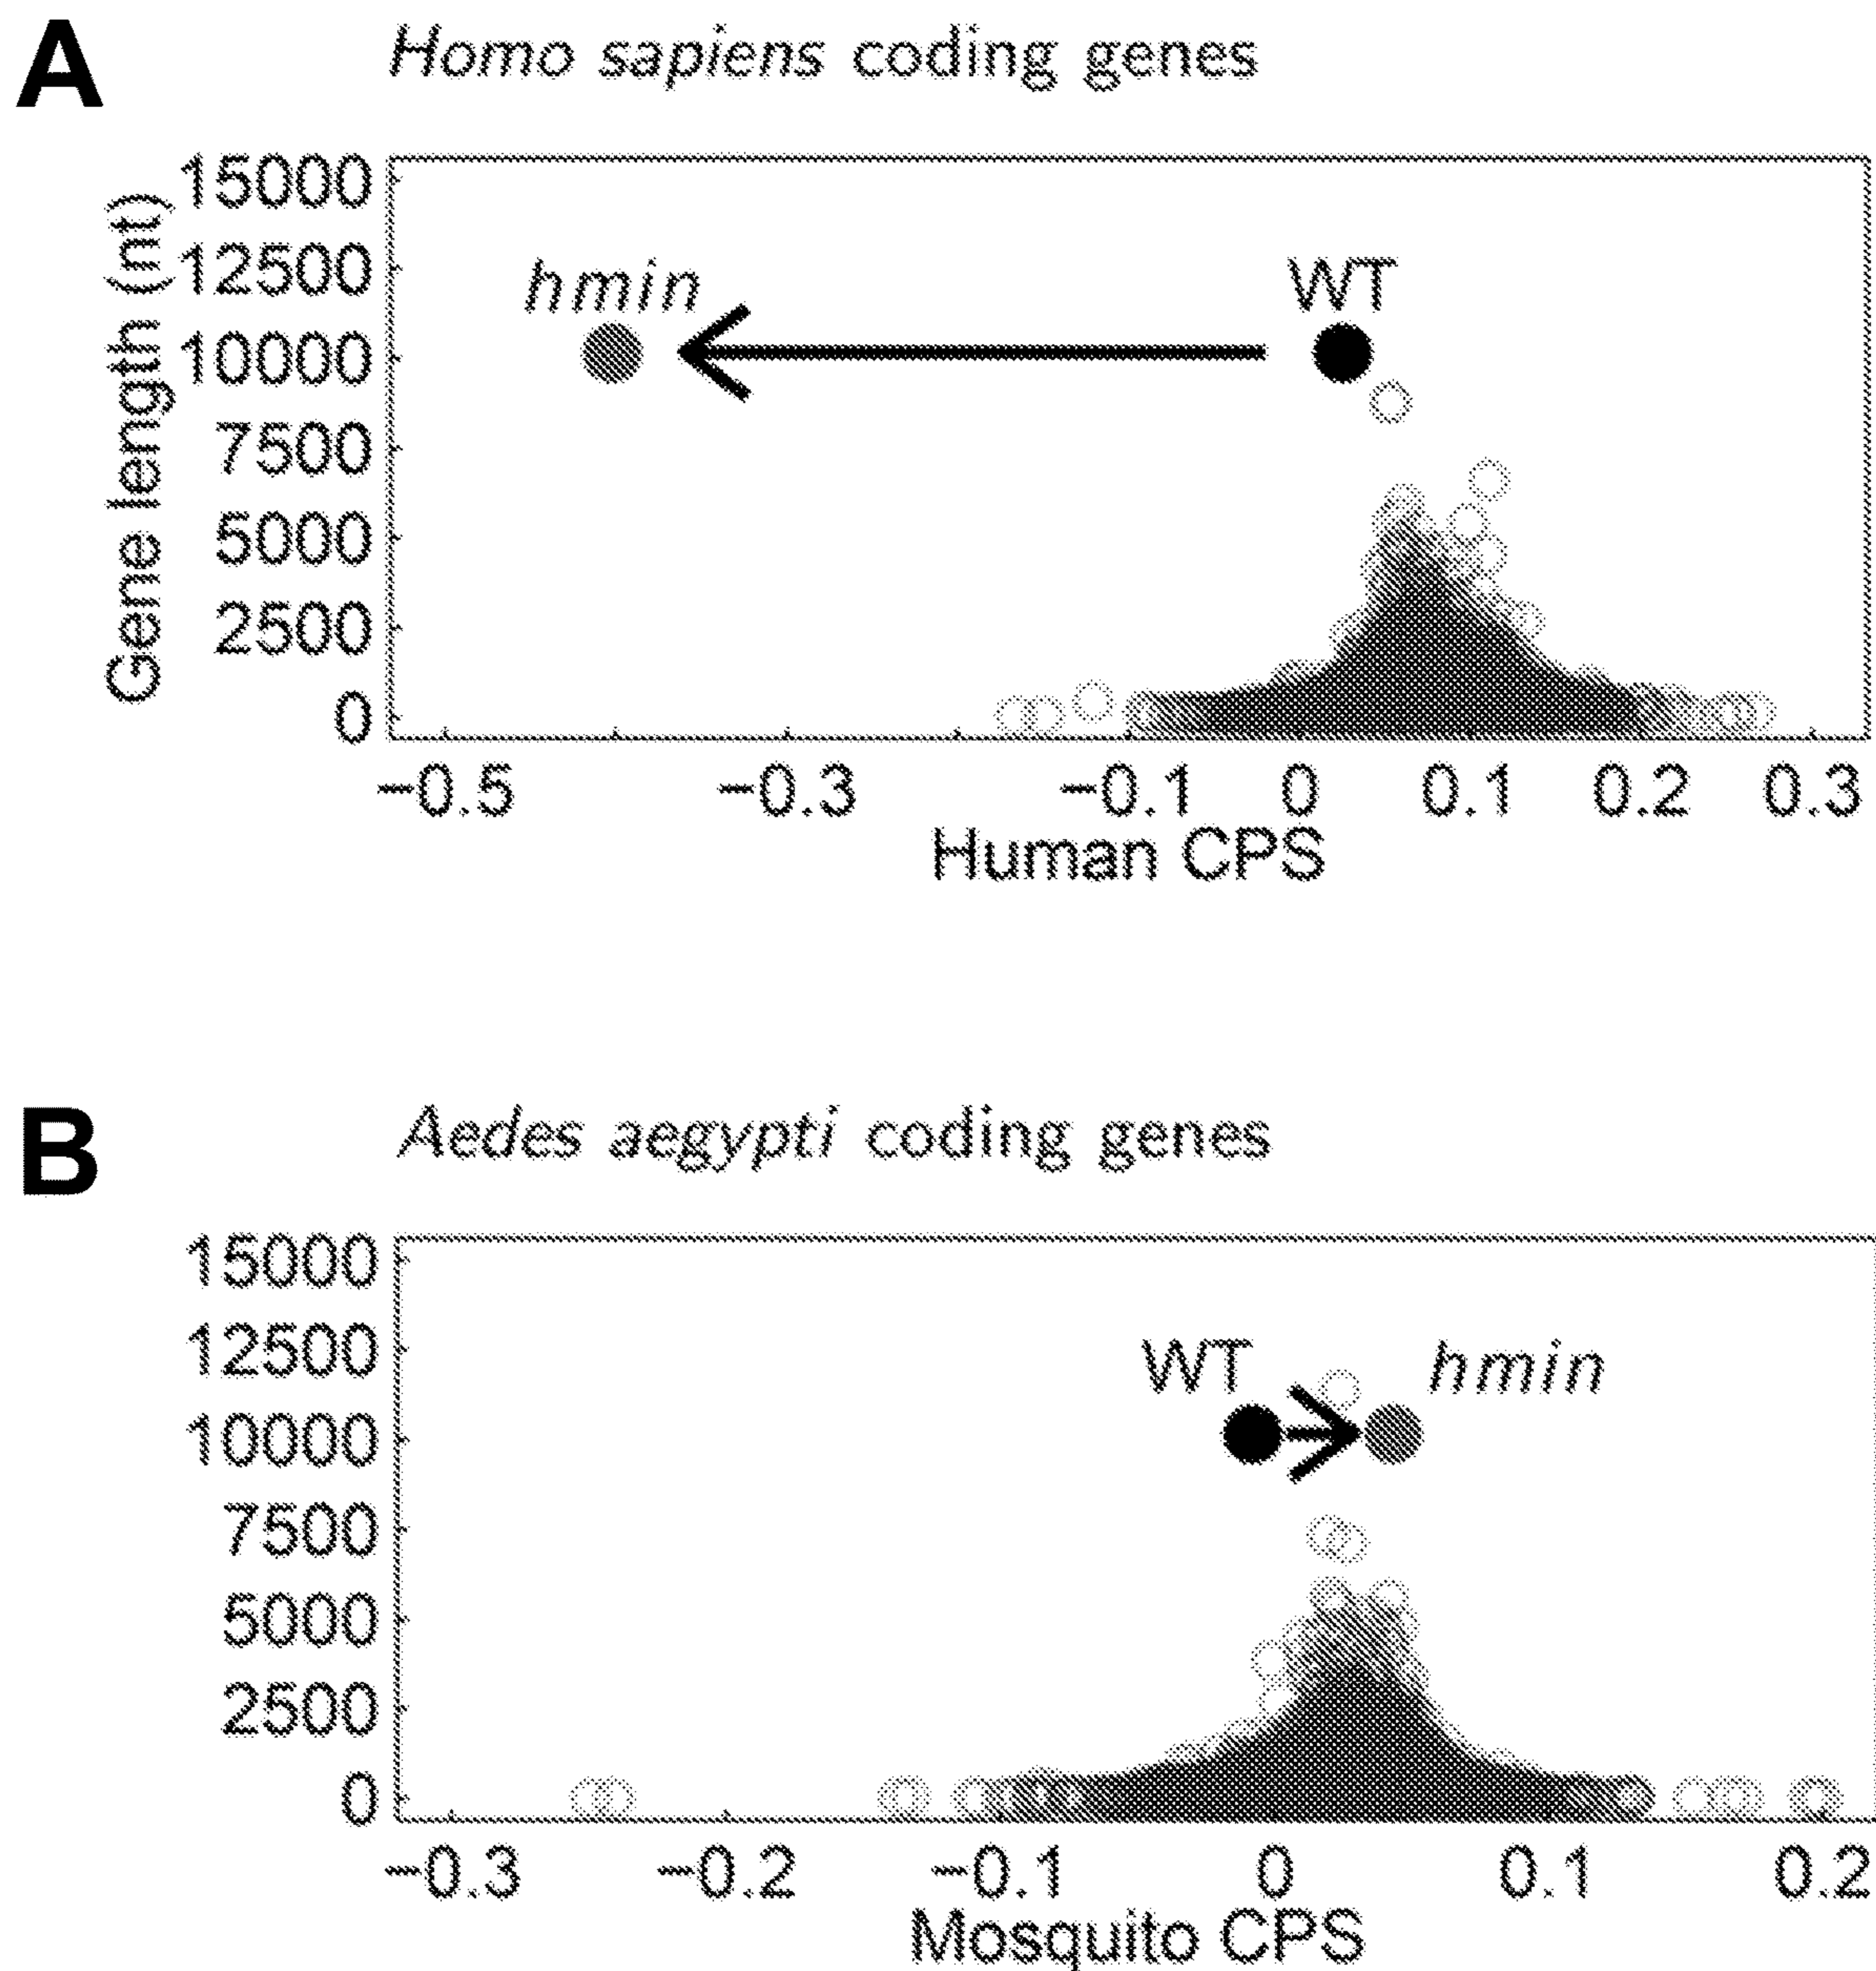 A
Homo sapiens coding genes
15000
12500
10000
7500
5000
2500
0
Gene length (nt)
hmin
WT
−0.5 −0.3 −0.1 0 0.1 0.2 0.3
Human CPS
B
Aedes aegypti coding genes
15000
12500
10000
7500
5000
2500
0
WT
hmin
−0.3 −0.2 −0.1 0 0.1 0.2
Mosquito CPS